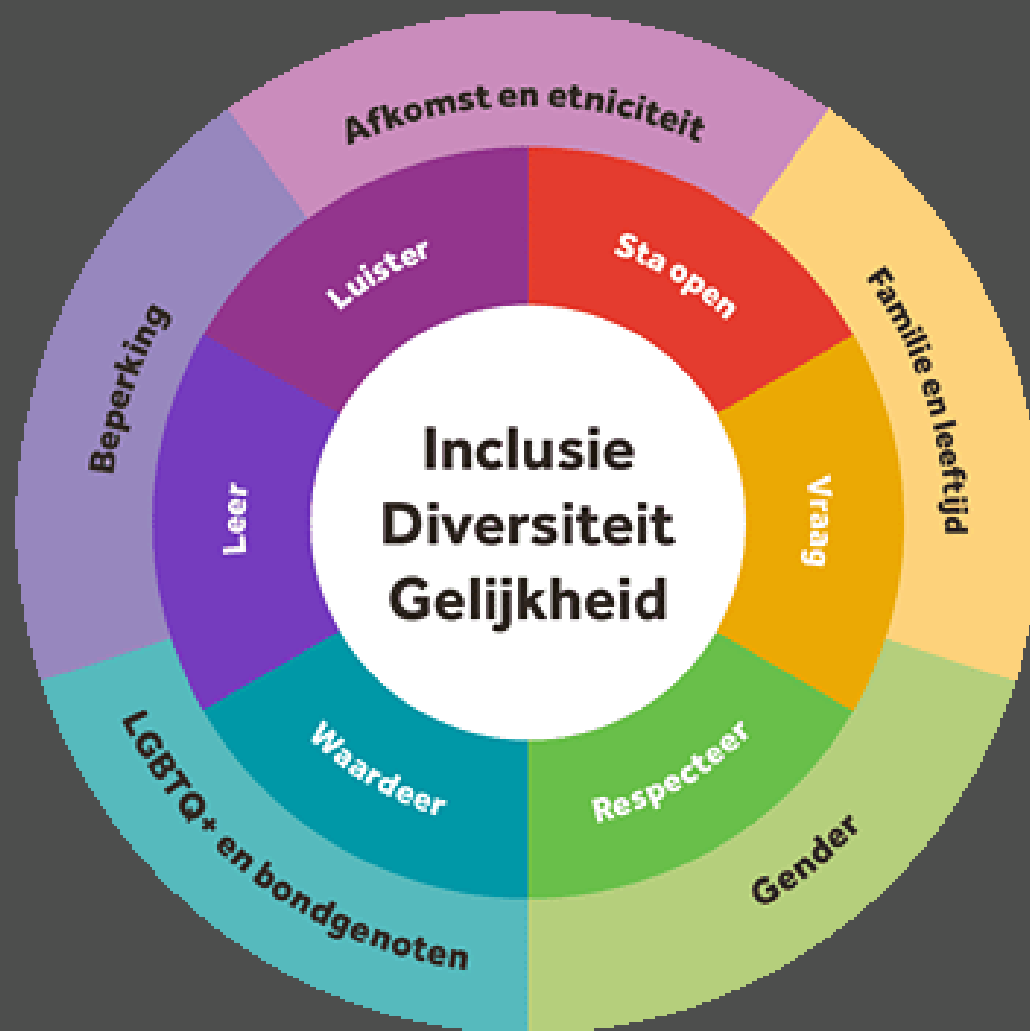 Afkomst en etniciteit
Familie en leeftijd
Gender
LGBTQ+ en bondgenoten
Beperking
Luister
Sta open
Vraag
Respecteer
Waardeer
Leer
Inclusie
Diversiteit
Gelijkheid